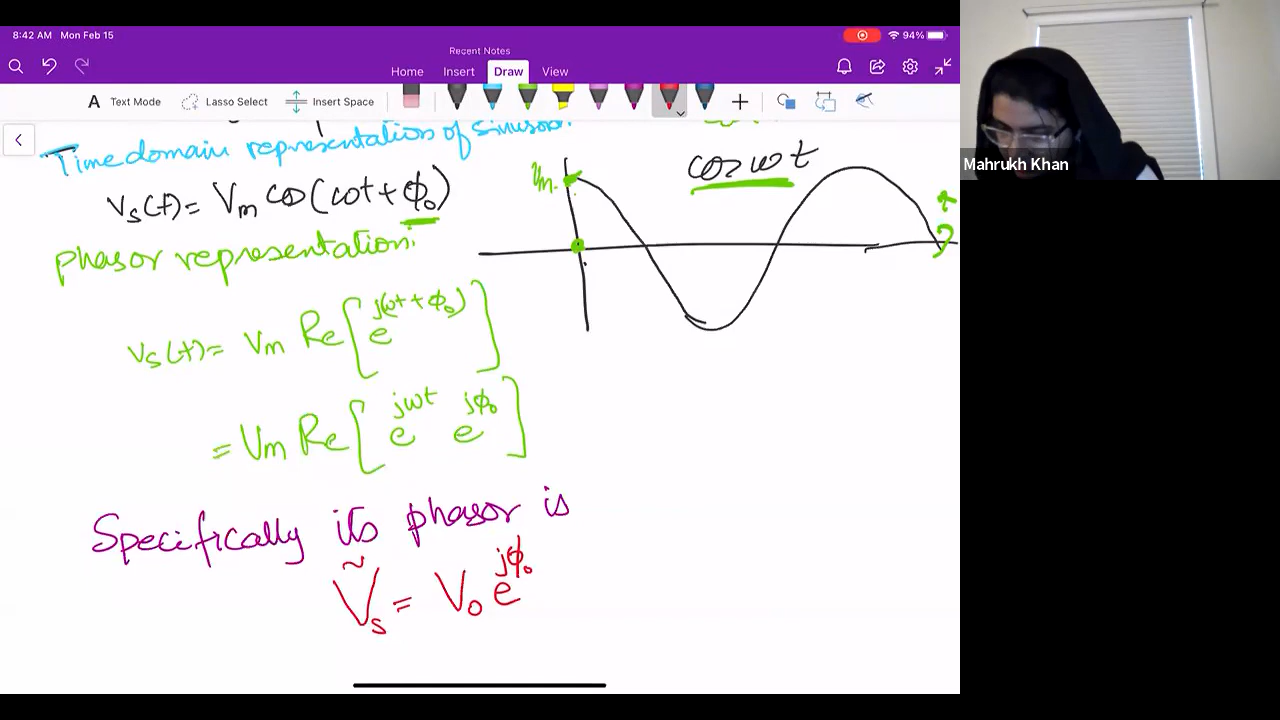 8:42 AM Mon Feb 15
94%
Recent Notes
Home Insert Draw View
Text Mode Lasso Select Insert Space
Time domain representation of sinusoid.
Vs(t) = Vm cos(ωt + ϕ₀)
Vm
cos ωt
phasor representation:
Vs(t) = Vm Re[e^{j(ωt + ϕ₀)}]
= Vm Re[e^{jωt} e^{jϕ₀}]
Specifically its phasor is
Ṽs = V₀ e^{jϕ₀}
Mahrukh Khan